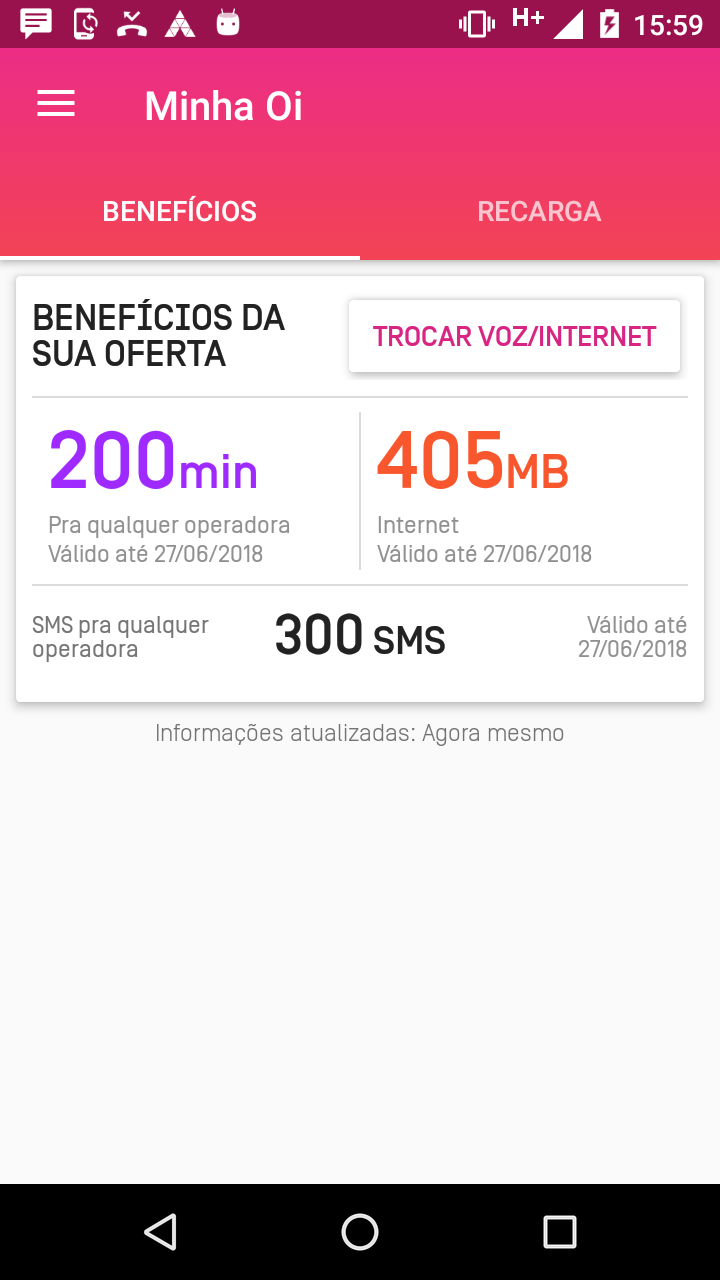 H+ 15:59
Minha Oi
BENEFÍCIOS RECARGA
BENEFÍCIOS DA
SUA OFERTA
TROCAR VOZ/INTERNET
200min
Pra qualquer operadora
Válido até 27/06/2018
405MB
Internet
Válido até 27/06/2018
SMS pra qualquer
operadora
300 SMS
Válido até
27/06/2018
Informações atualizadas: Agora mesmo